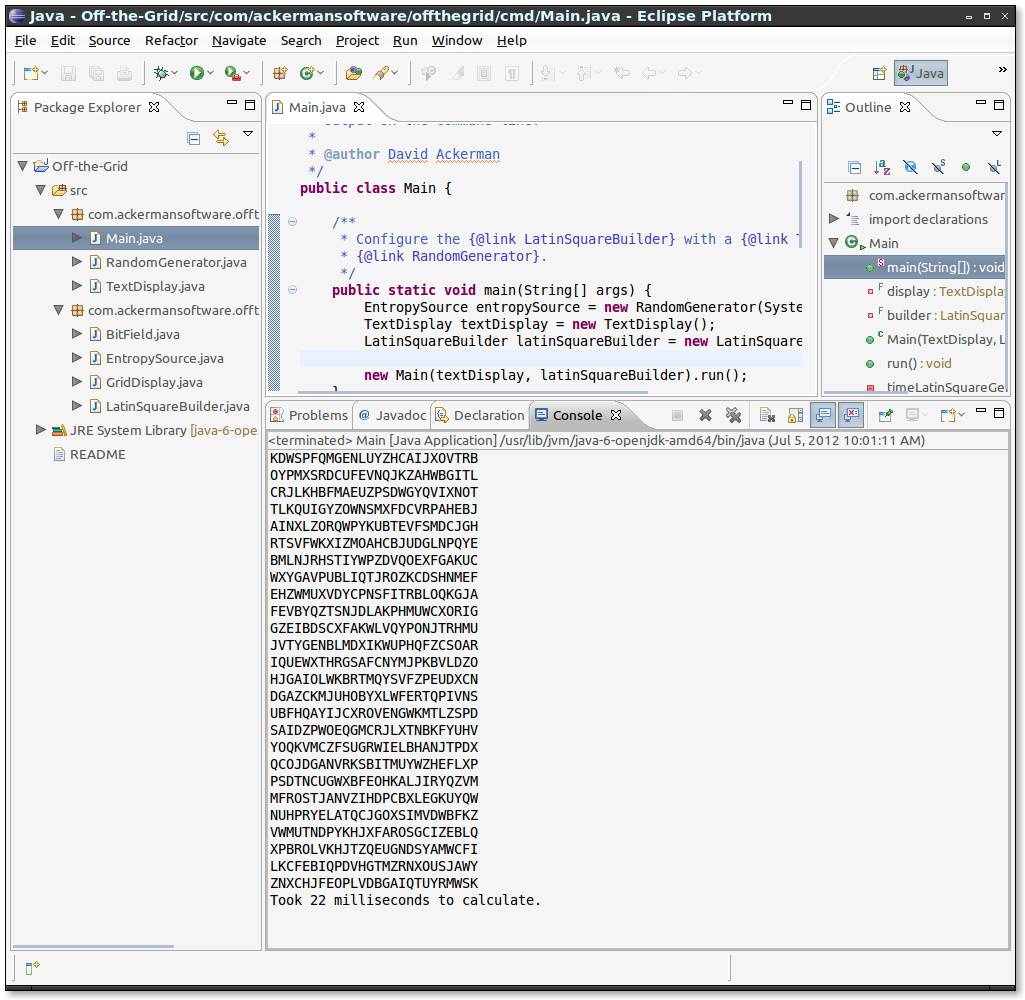 Java - Off-the-Grid/src/com/ackermansoftware/offthegrid/cmd/Main.java - Eclipse Platform
File Edit Source Refactor Navigate Search Project Run Window Help
Java
Package Explorer
Off-the-Grid
src
com.ackermansoftware.offt
Main.java
RandomGenerator.java
TextDisplay.java
com.ackermansoftware.offt
BitField.java
EntropySource.java
GridDisplay.java
LatinSquareBuilder.java
JRE System Library [java-6-ope
README
Main.java
*
* @author David Ackerman
*/
public class Main {
/**
* Configure the {@link LatinSquareBuilder} with a {@link T
* {@link RandomGenerator}.
*/
public static void main(String[] args) {
EntropySource entropySource = new RandomGenerator(Syste
TextDisplay textDisplay = new TextDisplay();
LatinSquareBuilder latinSquareBuilder = new LatinSquare
new Main(textDisplay, latinSquareBuilder).run();
Outline
com.ackermansoftwar
import declarations
Main
main(String[]) : void
display : TextDispla
builder : LatinSquar
Main(TextDisplay, L
run() : void
timeLatinSquareGe
Problems @ Javadoc Declaration Console
<terminated> Main [Java Application] /usr/lib/jvm/java-6-openjdk-amd64/bin/java (Jul 5, 2012 10:01:11 AM)
KDWSPFQMGENLUYZHCAIJXOVTRB
OYPMXSRDCUFEVNQJKZAHWBGITL
CRJLKHBFMAEUZPSDWGYQVIXNOT
TLKQUIGYZOWNSMXFDCVRPAHEBJ
AINXLZORQWPYKUBTEVFSMDCJGH
RTSVFWKXIZMOAHCBJUDGLNPQYE
BMLNJRHSTIYWPZDVQOEXFGAKUC
WXYGAVPUBLIQTJROZKCDSHNMEF
EHZWMUXVDYCPNSFITRBLOQKGJA
FEVBYQZTSNJDLAKPHMUWCXORIG
GZEIBDSCXFAKWLVQYPONJTRHMU
JVTYGENBLMDXIKWUPHQFZCSOAR
IQUEWXTHRGSAFCNYMJPKBVLDZO
HJGAIOLWKBRTMQYSVFZPEUDXCN
DGAZCKMJUHOBYXLWFERTQPIVNS
UBFHQAYIJCXROVENGWKMTLZSPD
SAIDZPWOEQGMCRJLXTNBKFYUHV
YOQKVMCZFSUGRWIELBHANJTPDX
QCOJDGANVRKSBITMUYWZHEFLXP
PSDTNCUGWXBFEOHKALJIRYQZVM
MFROSTJANVZIHDPCBXLEGKUYQW
NUHPRYELATQCJGOXSIMVDWBFKZ
VWMUTNDPYKHJXFAROSGCIZEBLQ
XPBROLVKHJTZQEUGNDSYAMWCFI
LKCFEBIQPDVHGTMZRNXOUSJAWY
ZNXCHJFEOPLVDBGAIQTUYRMWSK
Took 22 milliseconds to calculate.